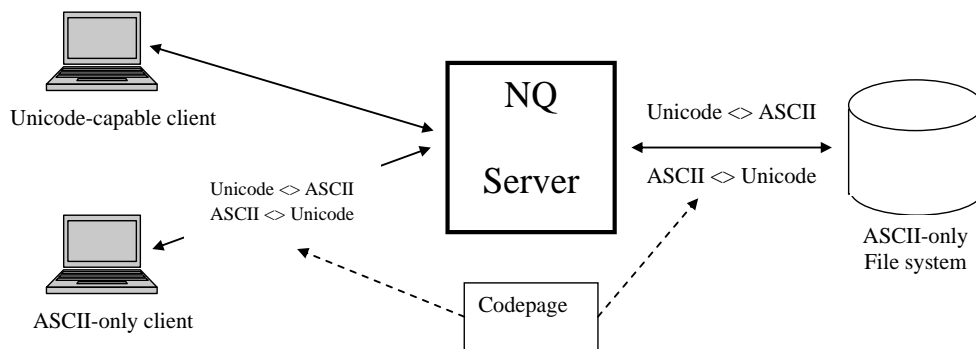 Unicode-capable client
NQ
Server
Unicode <> ASCII
ASCII <> Unicode
Unicode <> ASCII
ASCII <> Unicode
ASCII-only
File system
ASCII-only client
Codepage